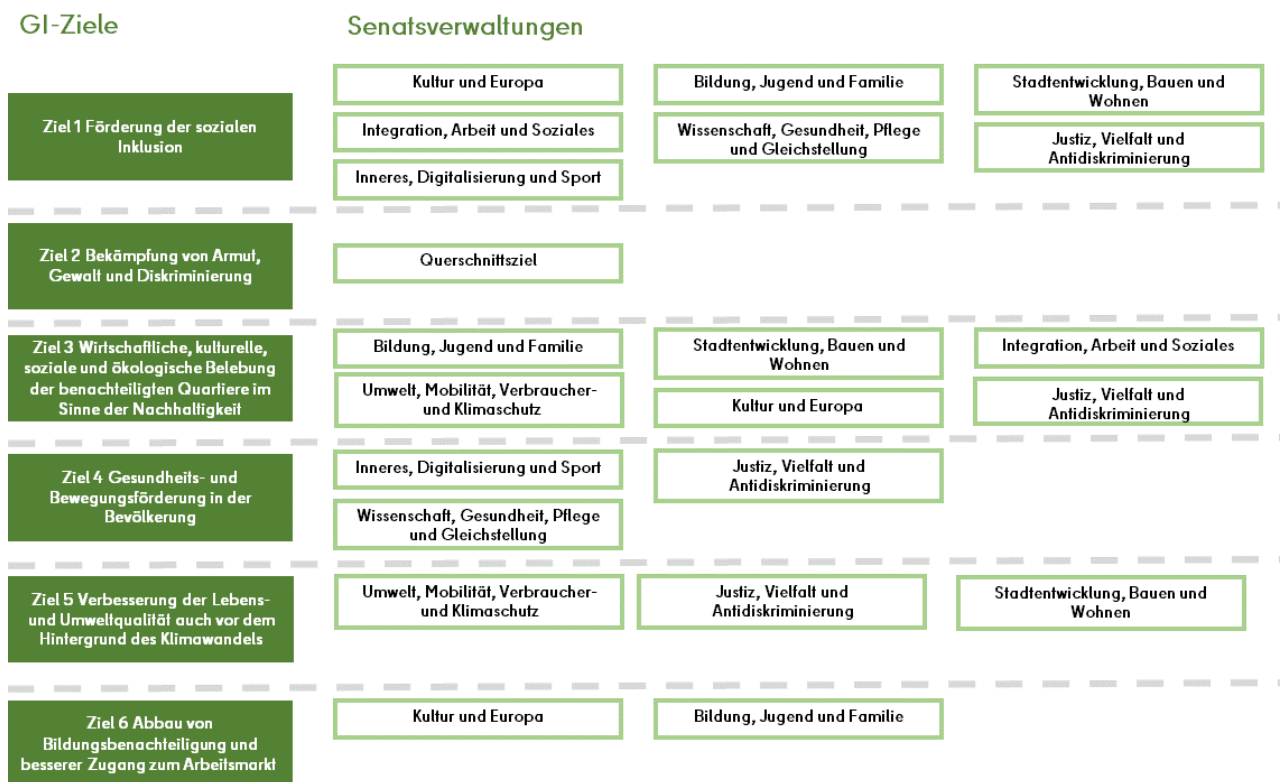 GI-Ziele
Senatsverwaltungen
Ziel 1 Förderung der sozialen
Inklusion
Kultur und Europa
Bildung, Jugend und Familie
Stadtentwicklung, Bauen und
Wohnen
Integration, Arbeit und Soziales
Wissenschaft, Gesundheit, Pflege
und Gleichstellung
Justiz, Vielfalt und
Antidiskriminierung
Inneres, Digitalisierung und Sport
Ziel 2 Bekämpfung von Armut,
Gewalt und Diskriminierung
Querschnittsziel
Ziel 3 Wirtschaftliche, kulturelle,
soziale und ökologische Belebung
der benachteiligten Quartiere im
Sinne der Nachhaltigkeit
Bildung, Jugend und Familie
Stadtentwicklung, Bauen und
Wohnen
Integration, Arbeit und Soziales
Umwelt, Mobilität, Verbraucher-
und Klimaschutz
Kultur und Europa
Justiz, Vielfalt und
Antidiskriminierung
Ziel 4 Gesundheits- und
Bewegungsförderung in der
Bevölkerung
Inneres, Digitalisierung und Sport
Justiz, Vielfalt und
Antidiskriminierung
Wissenschaft, Gesundheit, Pflege
und Gleichstellung
Ziel 5 Verbesserung der Lebens-
und Umweltqualität auch vor dem
Hintergrund des Klimawandels
Umwelt, Mobilität, Verbraucher-
und Klimaschutz
Justiz, Vielfalt und
Antidiskriminierung
Stadtentwicklung, Bauen und
Wohnen
Ziel 6 Abbau von
Bildungsbenachteiligung und
besserer Zugang zum Arbeitsmarkt
Kultur und Europa
Bildung, Jugend und Familie